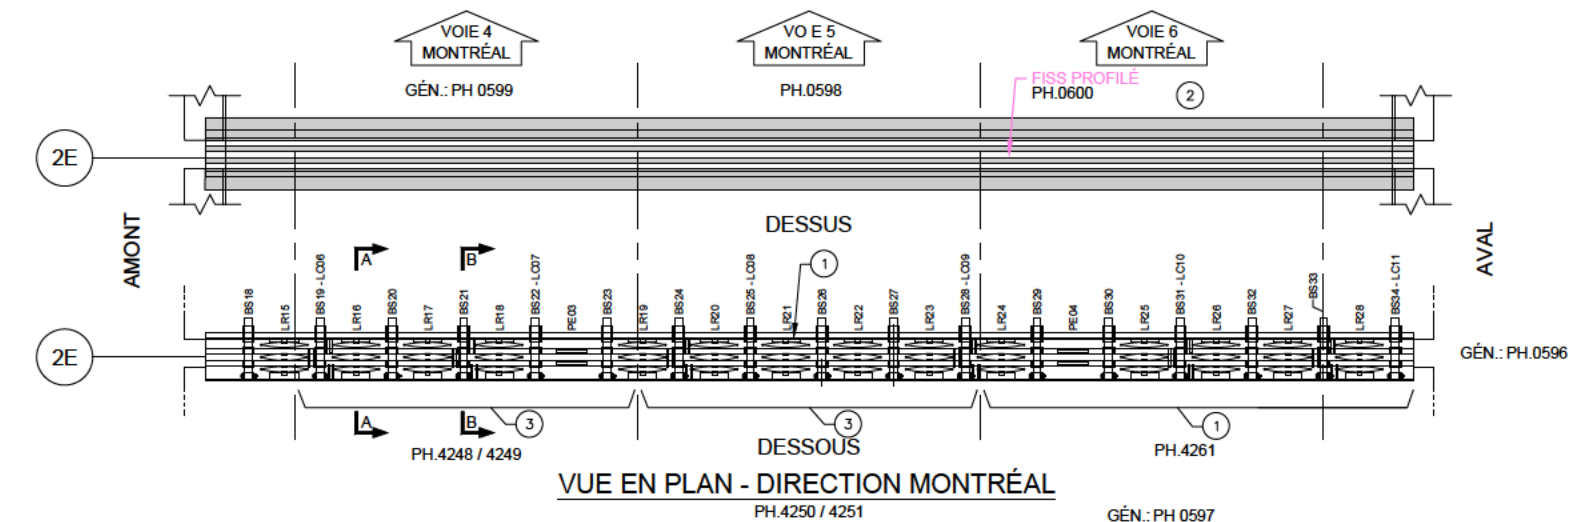 VOIE 4
MONTRÉAL
VO E 5
MONTRÉAL
VOIE 6
MONTRÉAL
GÉN.: PH 0599
PH.0598
FISS PROFILÉ
PH.0600
2
2E
AMONT
DESSUS
AVAL
A
B
1
BS18
LR15
BS19 - LC06
LR16
BS20
LR17
BS21
LR18
BS22 - LC07
PE03
BS23
LR19
BS24
LR20
BS25 - LC08
LR21
BS26
LR22
BS27
LR23
BS28 - LC09
LR24
BS29
PE04
BS30
LR25
BS31 - LC10
LR26
BS32
LR27
BS33
LR28
BS34 - LC11
2E
GÉN.: PH.0596
A
B
3
3
1
PH.4248 / 4249
DESSOUS
PH.4261
VUE EN PLAN - DIRECTION MONTRÉAL
PH.4250 / 4251
GÉN.: PH 0597